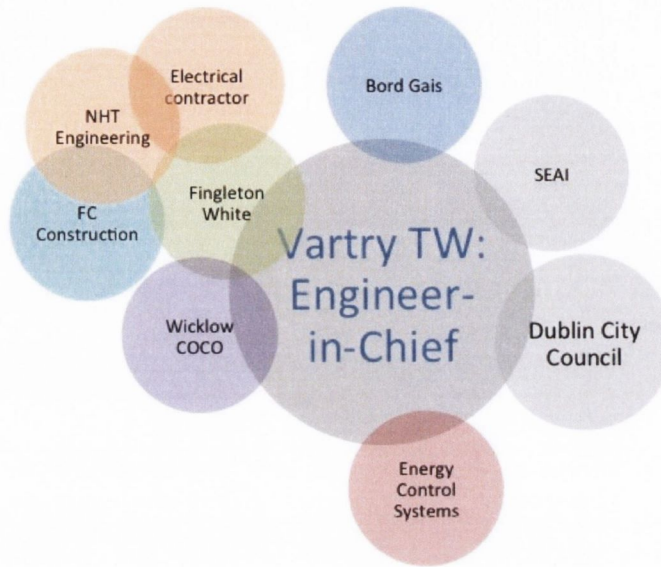 Electrical
contractor
NHT
Engineering
FC
Construction
Fingleton
White
Bord Gais
SEAI
Vartry TW:
Engineer-
in-Chief
Wicklow
COCO
Dublin City
Council
Energy
Control
Systems